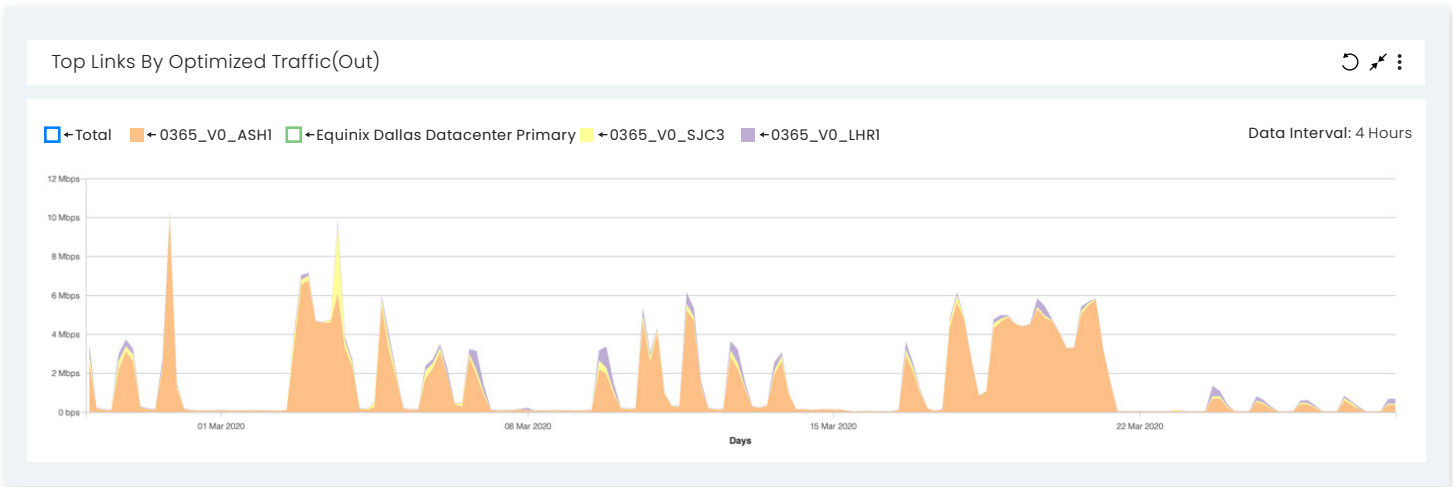 Top Links By Optimized Traffic(Out)
←Total ←0365_V0_ASH1 ←Equinix Dallas Datacenter Primary ←0365_V0_SJC3 ←0365_V0_LHR1 Data Interval: 4 Hours
12 Mbps
10 Mbps
8 Mbps
6 Mbps
4 Mbps
2 Mbps
0 bps
01 Mar 2020 08 Mar 2020 15 Mar 2020 22 Mar 2020
Days